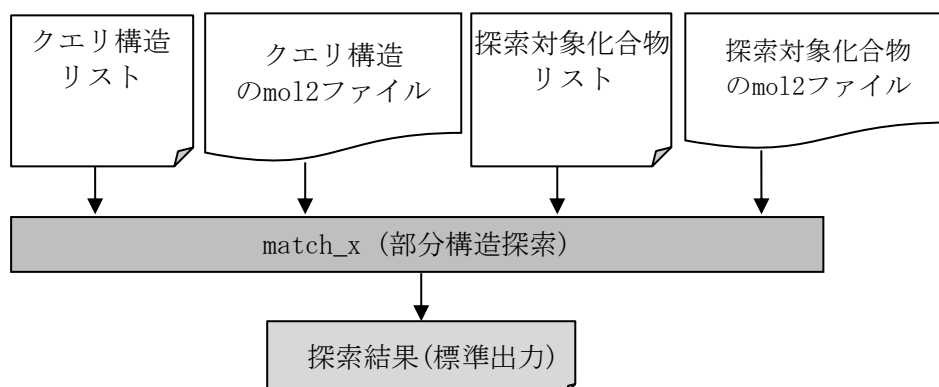 クエリ構造
リスト
クエリ構造
のmol2ファイル
探索対象化合物
リスト
探索対象化合物
のmol2ファイル
match_x (部分構造探索)
探索結果(標準出力)